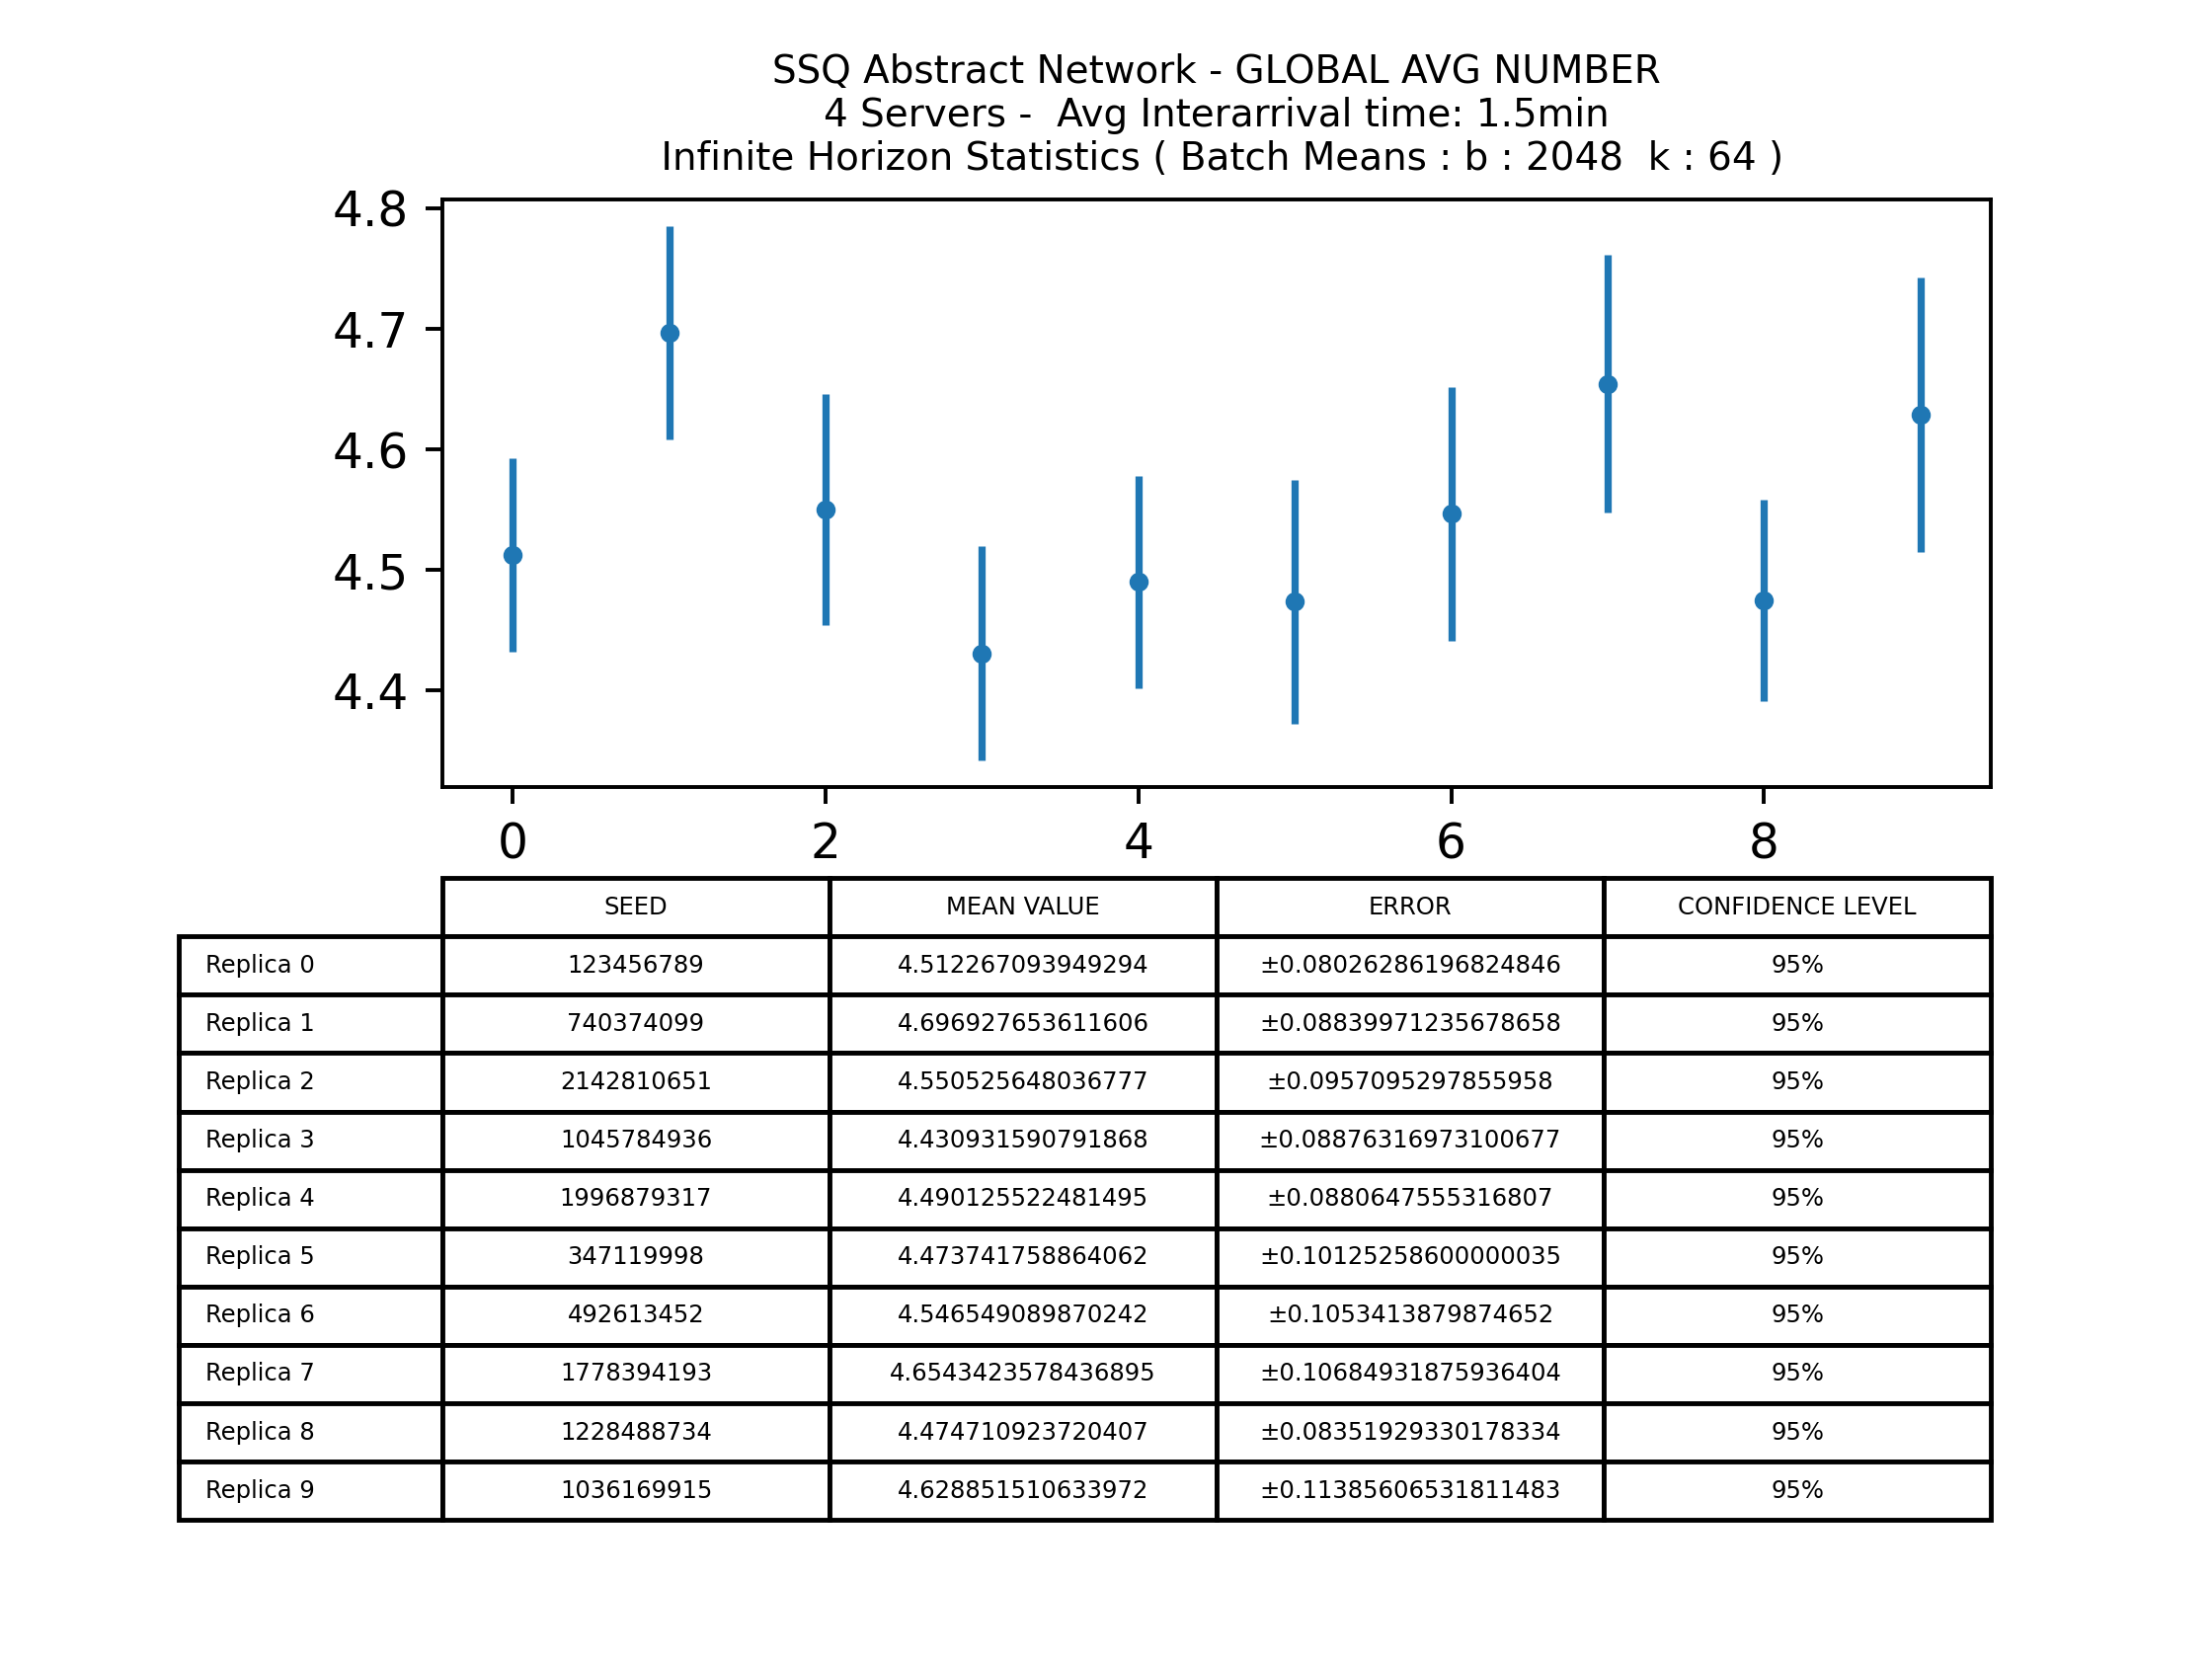 SSQ Abstract Network - GLOBAL AVG NUMBER
4 Servers -  Avg Interarrival time: 1.5min
Infinite Horizon Statistics ( Batch Means : b : 2048  k : 64 )
4.8
4.7
4.6
4.5
4.4
0 2 4 6 8
SEED MEAN VALUE ERROR CONFIDENCE LEVEL
Replica 0 123456789 4.512267093949294 ±0.08026286196824846 95%
Replica 1 740374099 4.696927653611606 ±0.08839971235678658 95%
Replica 2 2142810651 4.550525648036777 ±0.0957095297855958 95%
Replica 3 1045784936 4.430931590791868 ±0.08876316973100677 95%
Replica 4 1996879317 4.490125522481495 ±0.0880647555316807 95%
Replica 5 347119998 4.473741758864062 ±0.10125258600000035 95%
Replica 6 492613452 4.546549089870242 ±0.1053413879874652 95%
Replica 7 1778394193 4.6543423578436895 ±0.10684931875936404 95%
Replica 8 1228488734 4.474710923720407 ±0.08351929330178334 95%
Replica 9 1036169915 4.628851510633972 ±0.11385606531811483 95%